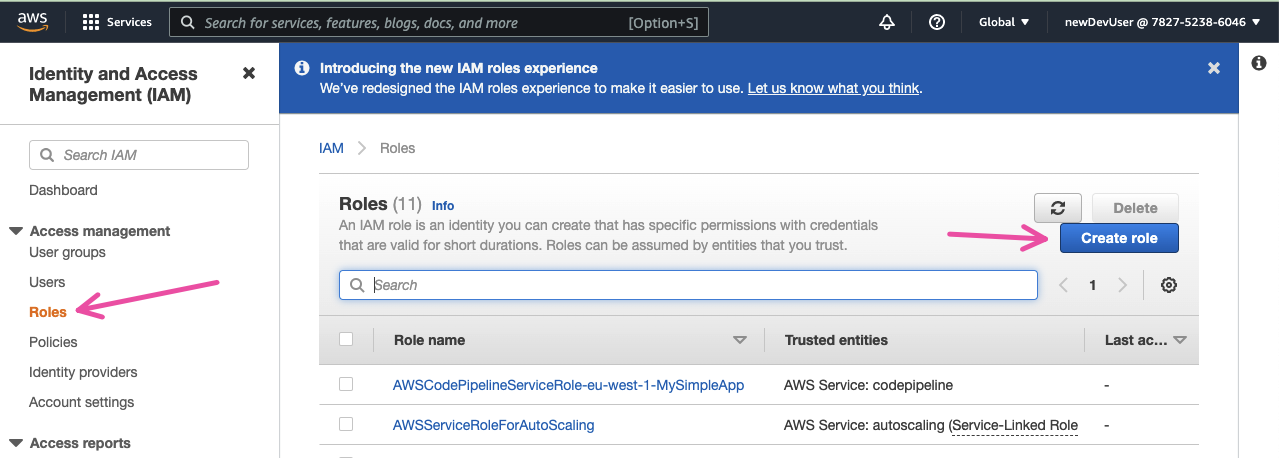 aws
Services
Search for services, features, blogs, docs, and more
[Option+S]
Global
newDevUser @ 7827-5238-6046
Identity and Access
Management (IAM)
Search IAM
Dashboard
Access management
User groups
Users
Roles
Policies
Identity providers
Account settings
Access reports
Introducing the new IAM roles experience
We've redesigned the IAM roles experience to make it easier to use. Let us know what you think.
IAM > Roles
Roles (11) Info
An IAM role is an identity you can create that has specific permissions with credentials
that are valid for short durations. Roles can be assumed by entities that you trust.
Delete
Create role
Search
1
Role name Trusted entities Last ac...
AWSCodePipelineServiceRole-eu-west-1-MySimpleApp AWS Service: codepipeline -
AWSServiceRoleForAutoScaling AWS Service: autoscaling (Service-Linked Role -